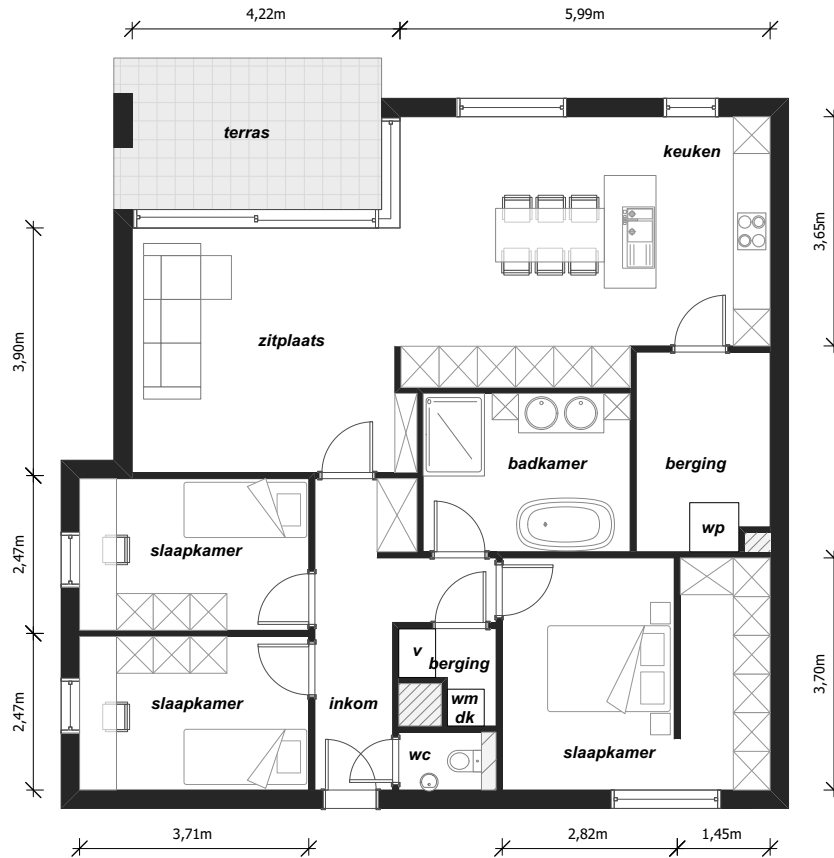 4,22m
5,99m
terras
keuken
3,65m
3,90m
zitplaats
badkamer
berging
wp
2,47m
slaapkamer
2,47m
slaapkamer
inkom
v
berging
wm
dk
wc
slaapkamer
3,70m
3,71m
2,82m
1,45m